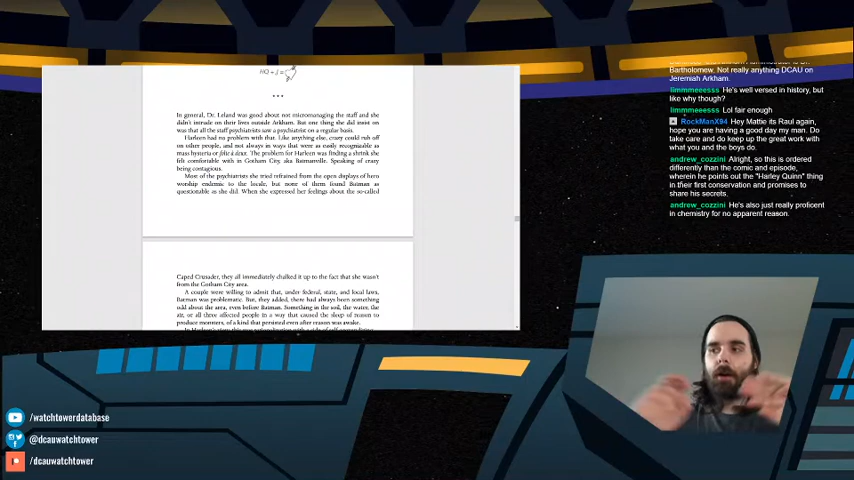 HQ + J =
• • •
In general, Dr. Leland was good about not micromanaging the staff and she
didn't intrude on their lives outside Arkham. But one thing she did insist on
was that all the staff psychiatrists saw a psychiatrist on a regular basis.
Harleen had no problem with that. Like anything else, crazy could rub off
on other people, and not always in ways that were as easily recognizable as
mass hysteria or folie à deux. The problem for Harleen was finding a shrink she
felt comfortable with in Gotham City aka Batmanville. Speaking of crazy
being contagious.
Most of the psychiatrists she tried refrained from the open displays of hero
worship endemic to the locale, but none of them found Batman as
questionable as she did. When she expressed her feelings about the so-called
Caped Crusader, they all immediately chalked it up to the fact that she wasn't
from the Gotham City area.
A couple were willing to admit that, under federal, state, and local laws,
Batman was problematic. But, they added, there had always been something
odd about the area, even before Batman. Something in the soil, the water, the
air, or all three affected people in a way that caused the sleep of reason to
produce monsters, of a kind that persisted even after reason was awake.
Bartholomew. Not really anything DCAU on
Jeremiah Arkham.
limmmeeesss He's well versed in history, but
like why though?
limmmeeesss Lol fair enough
RockManX94 Hey Mattie its Raul again,
hope you are having a good day my man. Do
take care and do keep up the great work with
what you and the boys do.
andrew_cozzini Alright, so this is ordered
differently than the comic and episode,
wherein he points out the "Harley Quinn" thing
in their first conservation and promises to
share his secrets.
andrew_cozzini He's also just really proficent
in chemistry for no apparent reason.
/watchtowerdatabase
@dcauwatchtower
/dcauwatchtower